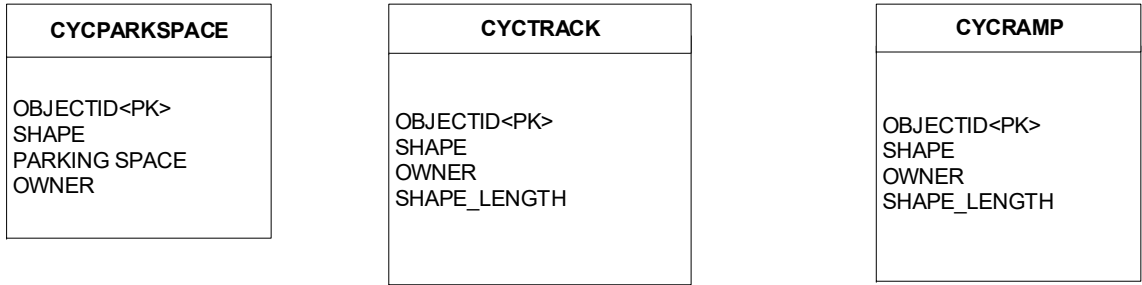 CYCPARKSPACE
OBJECTID<PK>
SHAPE
PARKING SPACE
OWNER
CYCTRACK
OBJECTID<PK>
SHAPE
OWNER
SHAPE_LENGTH
CYCRAMP
OBJECTID<PK>
SHAPE
OWNER
SHAPE_LENGTH